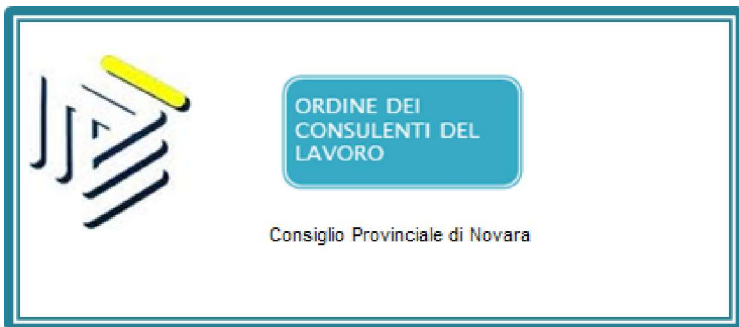 ORDINE DEI
CONSULENTI DEL
LAVORO
Consiglio Provinciale di Novara